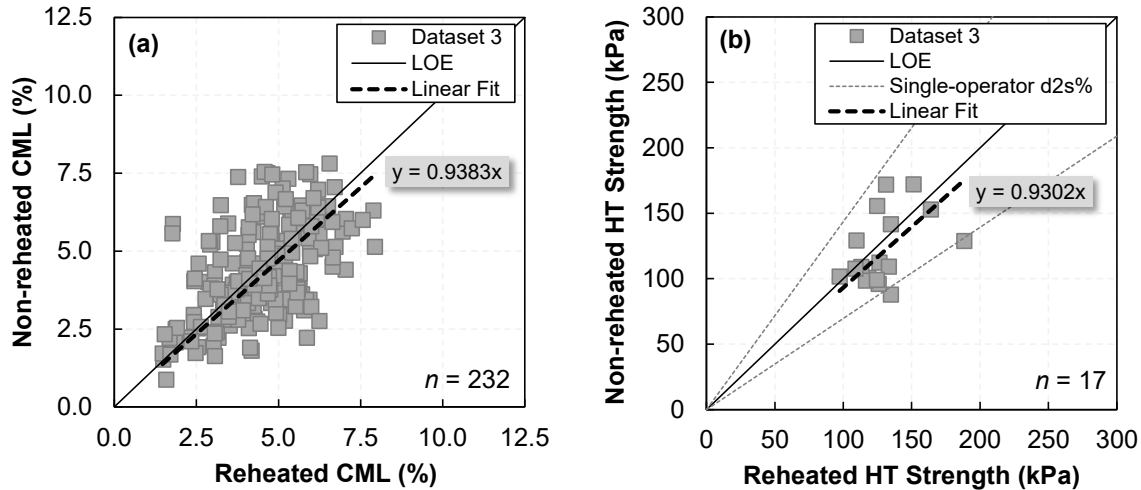 (a)
Dataset 3
LOE
Linear Fit
y = 0.9383x
n = 232
12.5
10.0
7.5
5.0
2.5
0.0
0.0 2.5 5.0 7.5 10.0 12.5
Non-reheated CML (%)
Reheated CML (%)
(b)
Dataset 3
LOE
Single-operator d2s%
Linear Fit
y = 0.9302x
n = 17
300
250
200
150
100
50
0
0 50 100 150 200 250 300
Non-reheated HT Strength (kPa)
Reheated HT Strength (kPa)